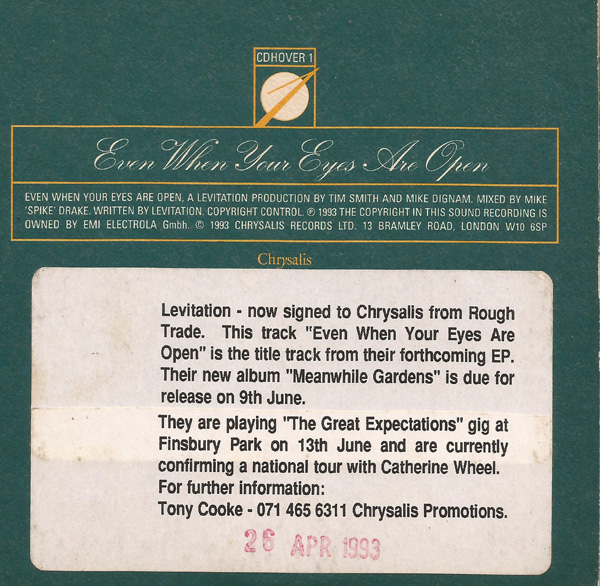 CDHOVER 1
Even When Your Eyes Are Open
EVEN WHEN YOUR EYES ARE OPEN, A LEVITATION PRODUCTION BY TIM SMITH AND MIKE DIGNAM. MIXED BY MIKE
'SPIKE' DRAKE. WRITTEN BY LEVITATION. COPYRIGHT CONTROL. ℗ 1993 THE COPYRIGHT IN THIS SOUND RECORDING IS
OWNED BY EMI ELECTROLA Gmbh. © 1993 CHRYSALIS RECORDS LTD. 13 BRAMLEY ROAD, LONDON W10 6SP
Chrysalis
Levitation - now signed to Chrysalis from Rough
Trade. This track "Even When Your Eyes Are
Open" is the title track from their forthcoming EP.
Their new album "Meanwhile Gardens" is due for
release on 9th June.
They are playing "The Great Expectations" gig at
Finsbury Park on 13th June and are currently
confirming a national tour with Catherine Wheel.
For further information:
Tony Cooke - 071 465 6311 Chrysalis Promotions.
26 APR 1993